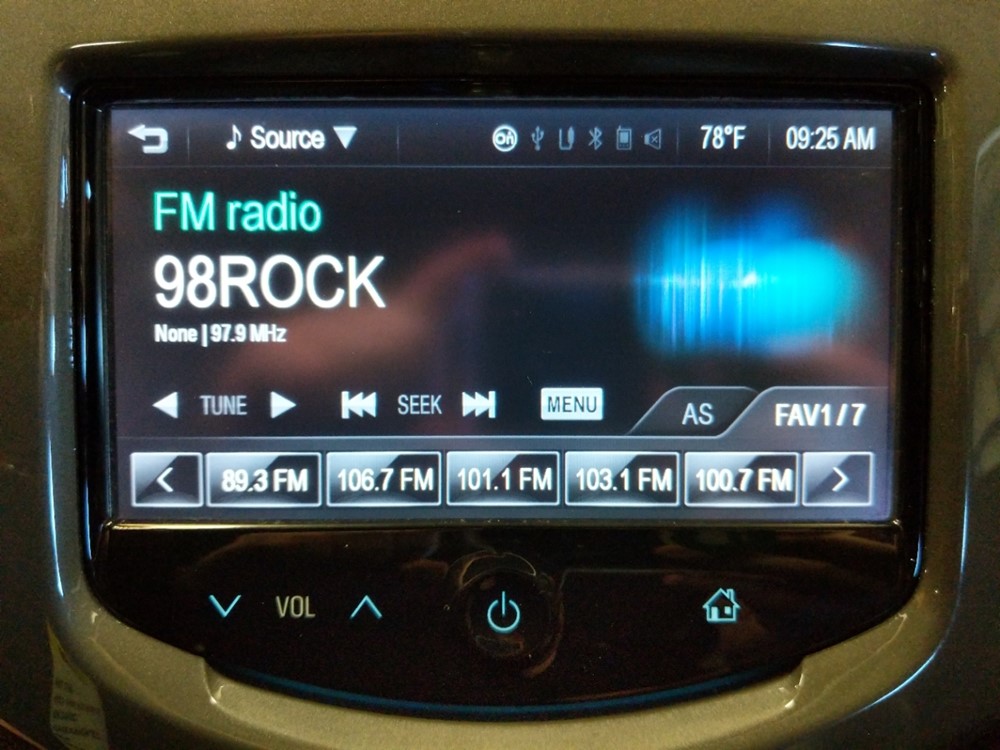 Source 78°F 09:25 AM
FM radio
98ROCK
None | 97.9 MHz
TUNE SEEK MENU AS FAV1 / 7
89.3 FM 106.7 FM 101.1 FM 103.1 FM 100.7 FM
VOL